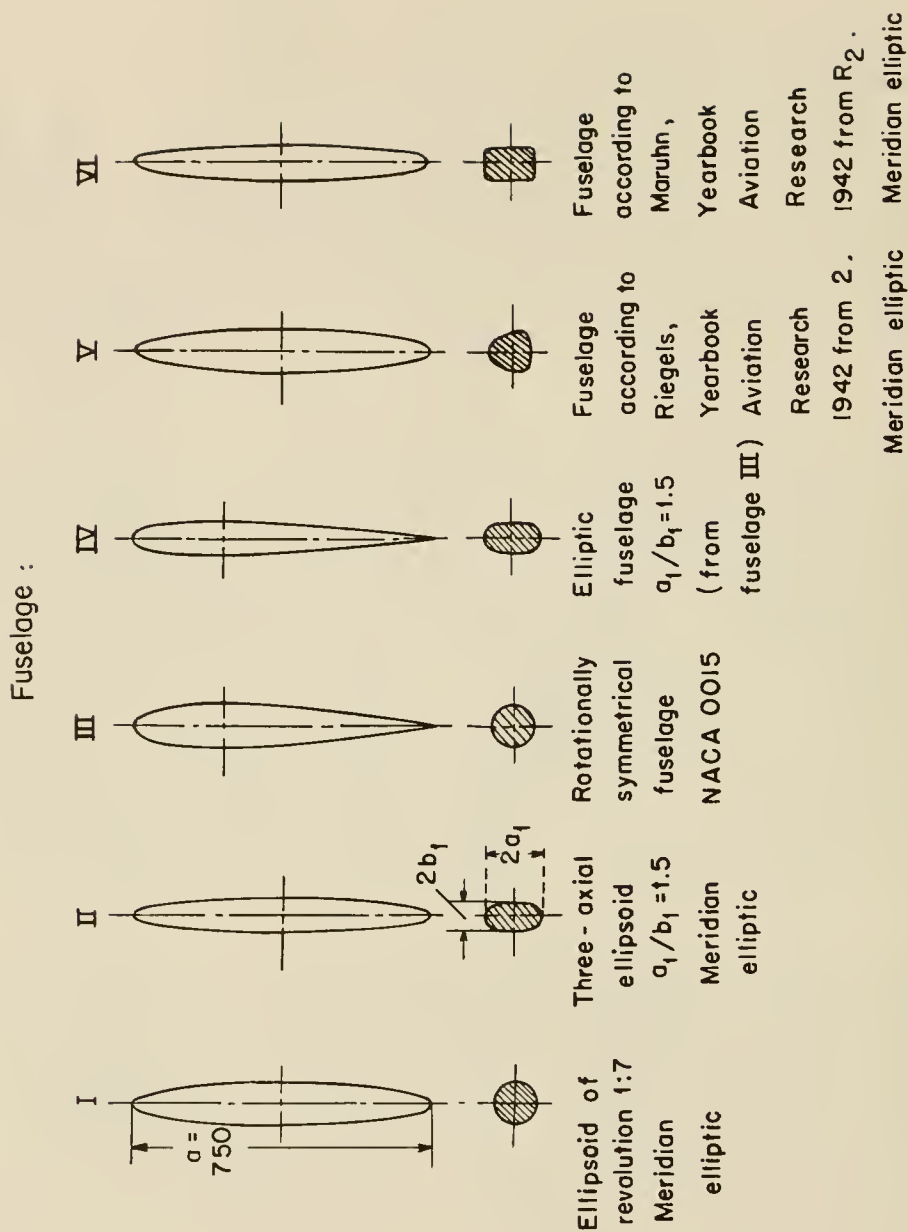 Fuselage :
I
II
III
IV
V
VI
a =
750
2b₁
2a₁
Ellipsoid of
revolution 1:7
Meridian
elliptic
Three-axial
ellipsoid
a₁/b₁=1.5
Meridian
elliptic
Rotationally
symmetrical
fuselage
NACA 0015
Elliptic
fuselage
a₁/b₁=1.5
(from
fuselage III)
Fuselage
according to
Riegels,
Yearbook
Aviation
Research
1942 from 2.
Meridian elliptic
Fuselage
according to
Maruhn,
Yearbook
Aviation
Research
1942 from R₂.
Meridian elliptic